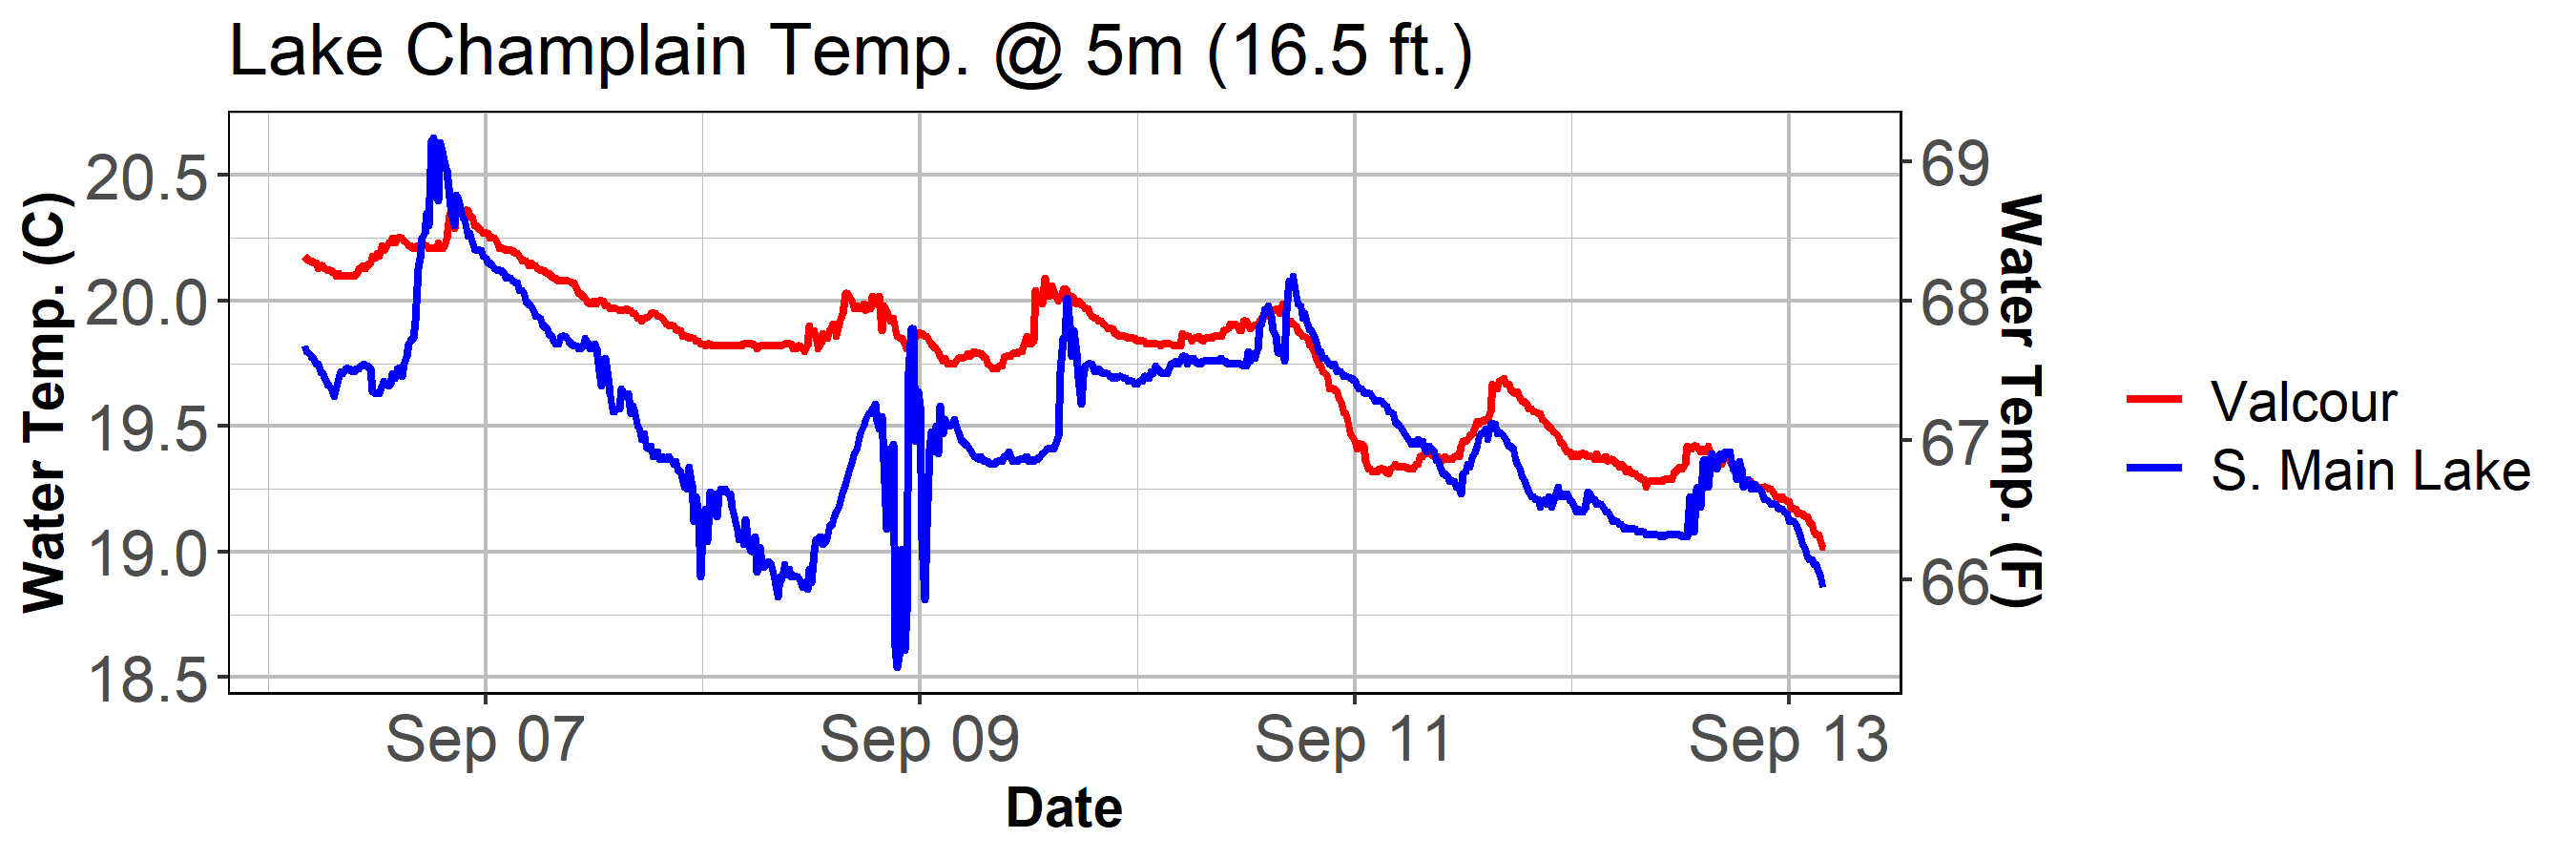 Lake Champlain Temp. @ 5m (16.5 ft.)
Water Temp. (C)
20.5
20.0
19.5
19.0
18.5
69
68
67
66
Water Temp. (F)
Sep 07
Sep 09
Sep 11
Sep 13
Date
Valcour
S. Main Lake